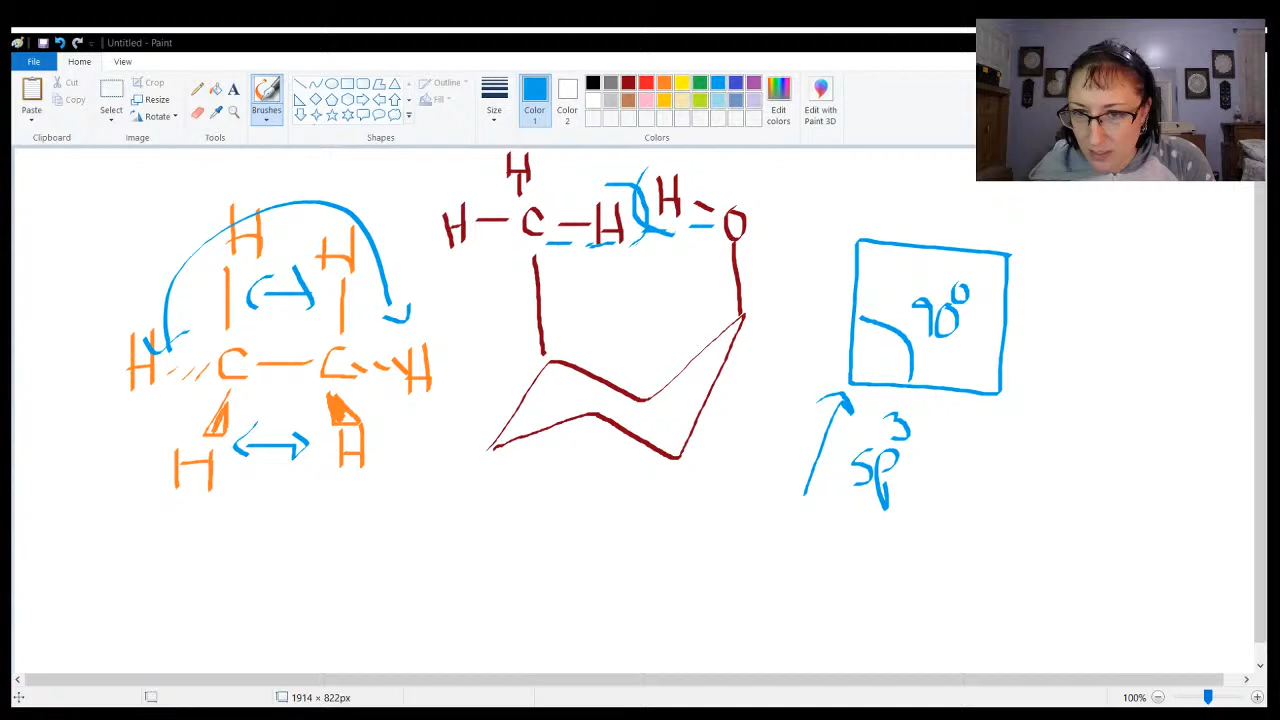 Untitled - Paint
File Home View
Cut
Copy
Paste
Clipboard
Select
Crop
Resize
Rotate
Image
A
Tools
Brushes
Outline
Fill
Shapes
Size
Color 1
Color 2
Edit colors
Colors
Edit with Paint 3D
H
H C H H O
H H
H C C H
H H
90°
sp³
1914 × 822px
100%